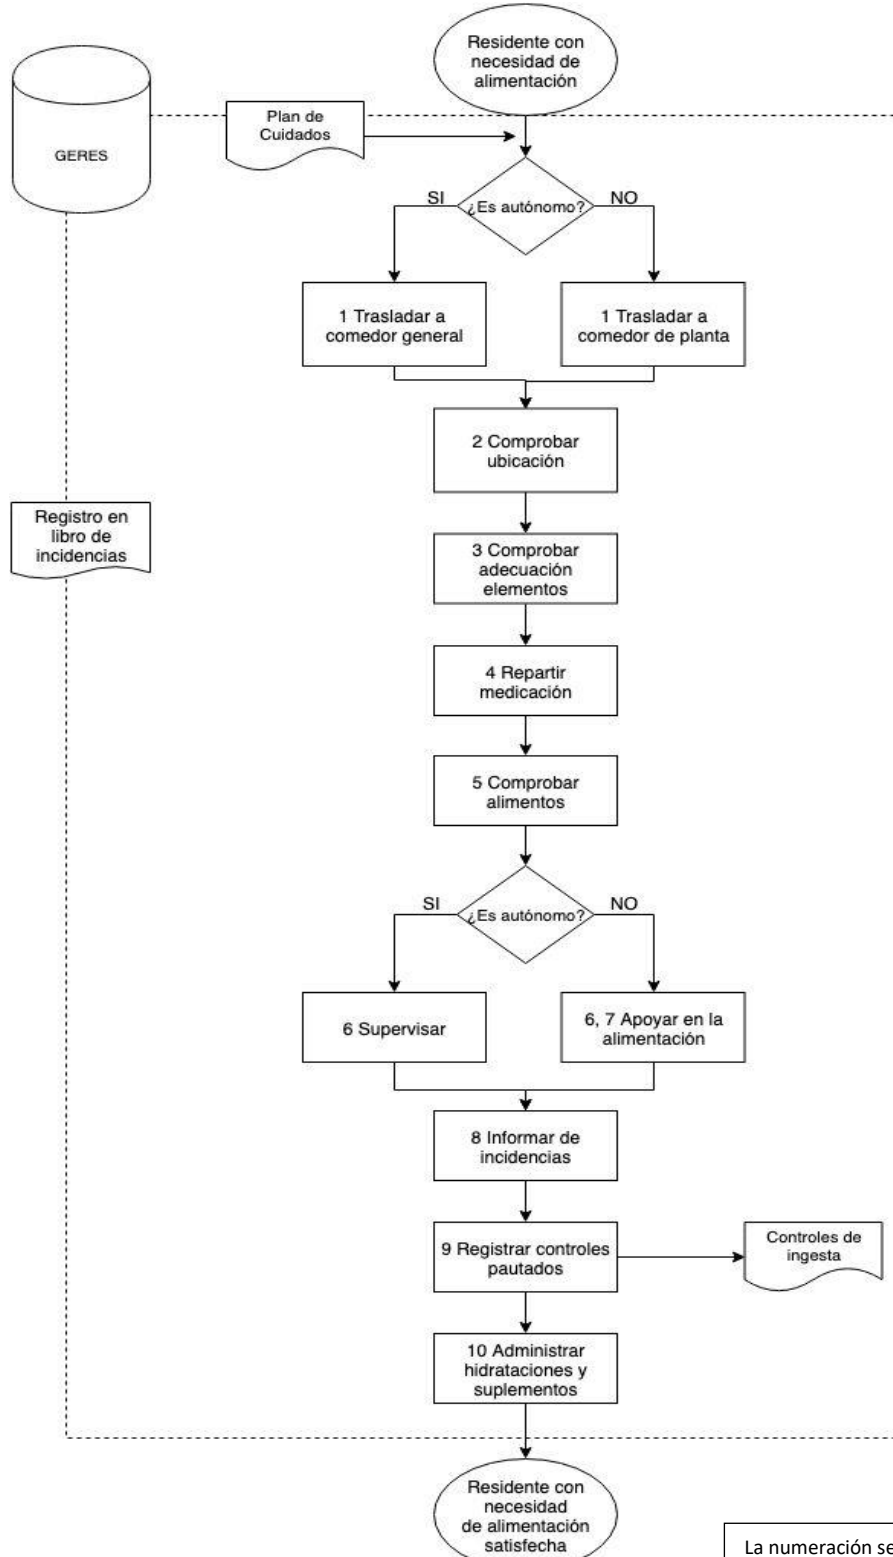 Residente con
necesidad de
alimentación
GERES
Plan de
Cuidados
SI
¿Es autónomo?
NO
1 Trasladar a
comedor general
1 Trasladar a
comedor de planta
2 Comprobar
ubicación
Registro en
libro de
incidencias
3 Comprobar
adecuación
elementos
4 Repartir
medicación
5 Comprobar
alimentos
SI
¿Es autónomo?
NO
6 Supervisar
6, 7 Apoyar en la
alimentación
8 Informar de
incidencias
9 Registrar controles
pautados
Controles de
ingesta
10 Administrar
hidrataciones y
suplementos
Residente con
necesidad
de alimentación
satisfecha
La numeración se